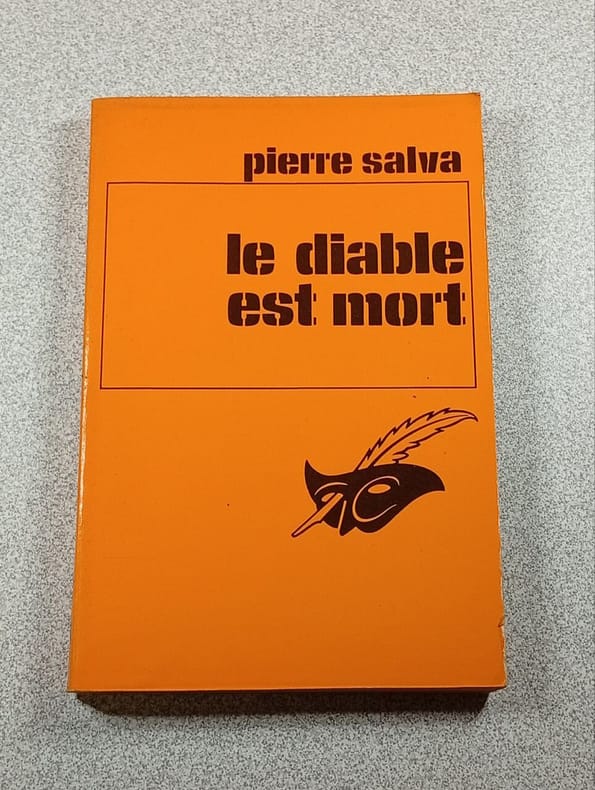 pierre salva
le diable
est mort